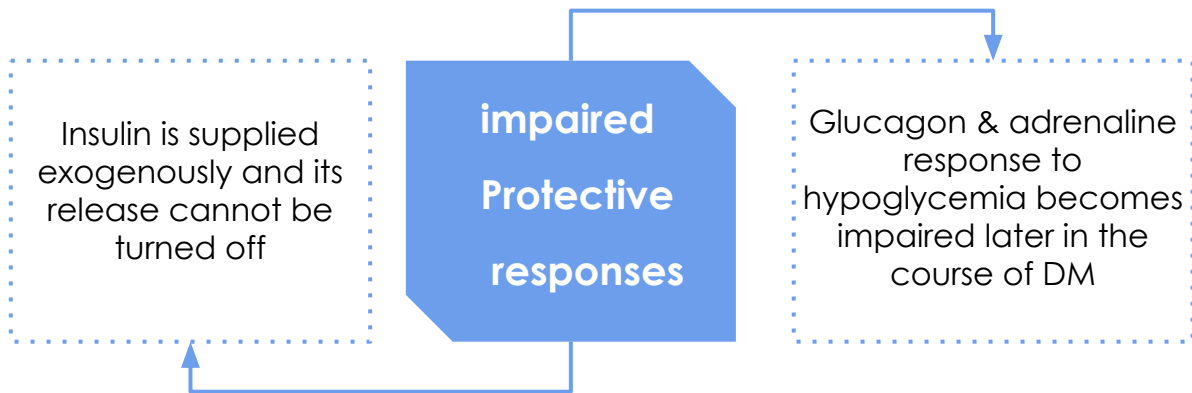 Insulin is supplied
exogenously and its
release cannot be
turned off
impaired
Protective
responses
Glucagon & adrenaline
response to
hypoglycemia becomes
impaired later in the
course of DM